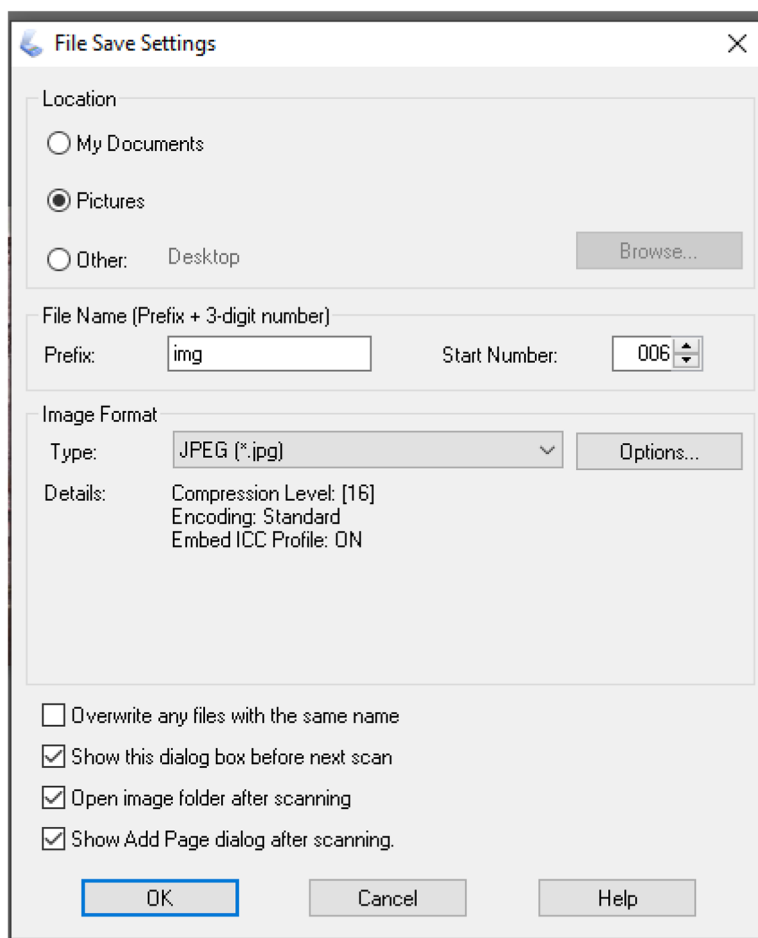 File Save Settings
Location
My Documents
Pictures
Other: Desktop Browse...
File Name (Prefix + 3-digit number)
Prefix: img Start Number: 006
Image Format
Type: JPEG (*.jpg) Options...
Details: Compression Level: [16]
Encoding: Standard
Embed ICC Profile: ON
Overwrite any files with the same name
Show this dialog box before next scan
Open image folder after scanning
Show Add Page dialog after scanning.
OK Cancel Help